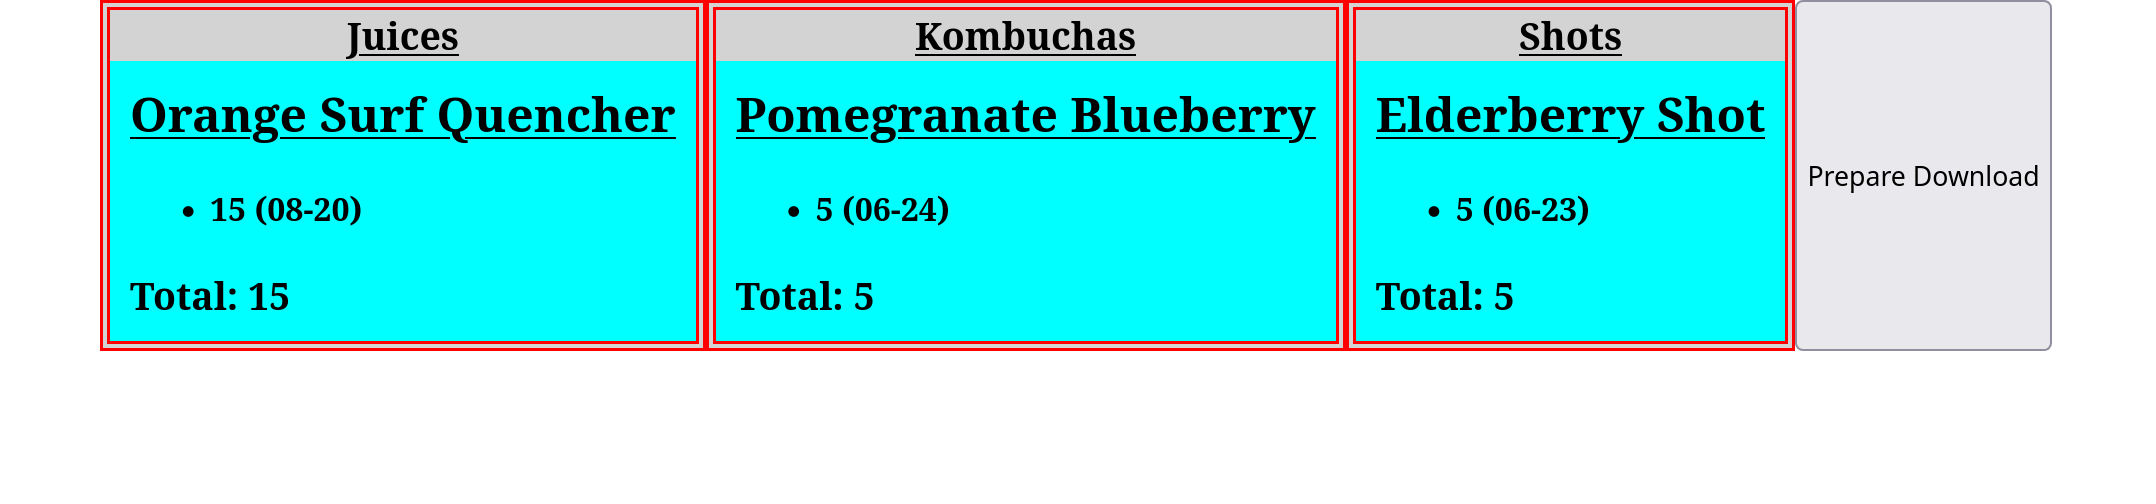 Juices
Orange Surf Quencher
• 15 (08-20)
Total: 15
Kombuchas
Pomegranate Blueberry
• 5 (06-24)
Total: 5
Shots
Elderberry Shot
• 5 (06-23)
Total: 5
Prepare Download